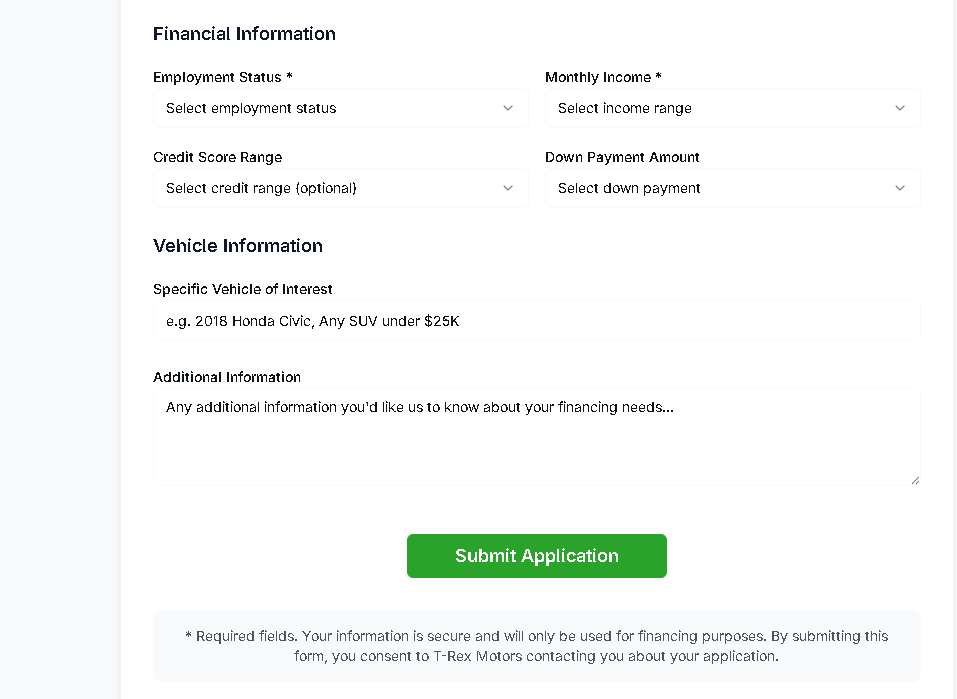 Financial Information
Employment Status *
Monthly Income *
Select employment status
Select income range
Credit Score Range
Down Payment Amount
Select credit range (optional)
Select down payment
Vehicle Information
Specific Vehicle of Interest
e.g. 2018 Honda Civic, Any SUV under $25K
Additional Information
Any additional information you'd like us to know about your financing needs...
Submit Application
* Required fields. Your information is secure and will only be used for financing purposes. By submitting this
form, you consent to T-Rex Motors contacting you about your application.